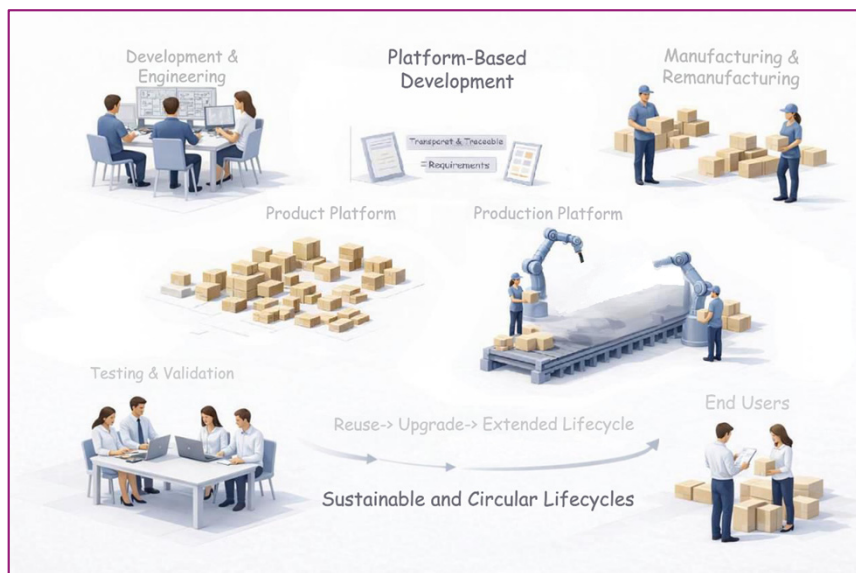 Development &
Engineering
Platform-Based
Development
Manufacturing &
Remanufacturing
Transparet & Traceable
= Requirements
Product Platform
Production Platform
Testing & Validation
End Users
Reuse-> Upgrade-> Extended Lifecycle
Sustainable and Circular Lifecycles